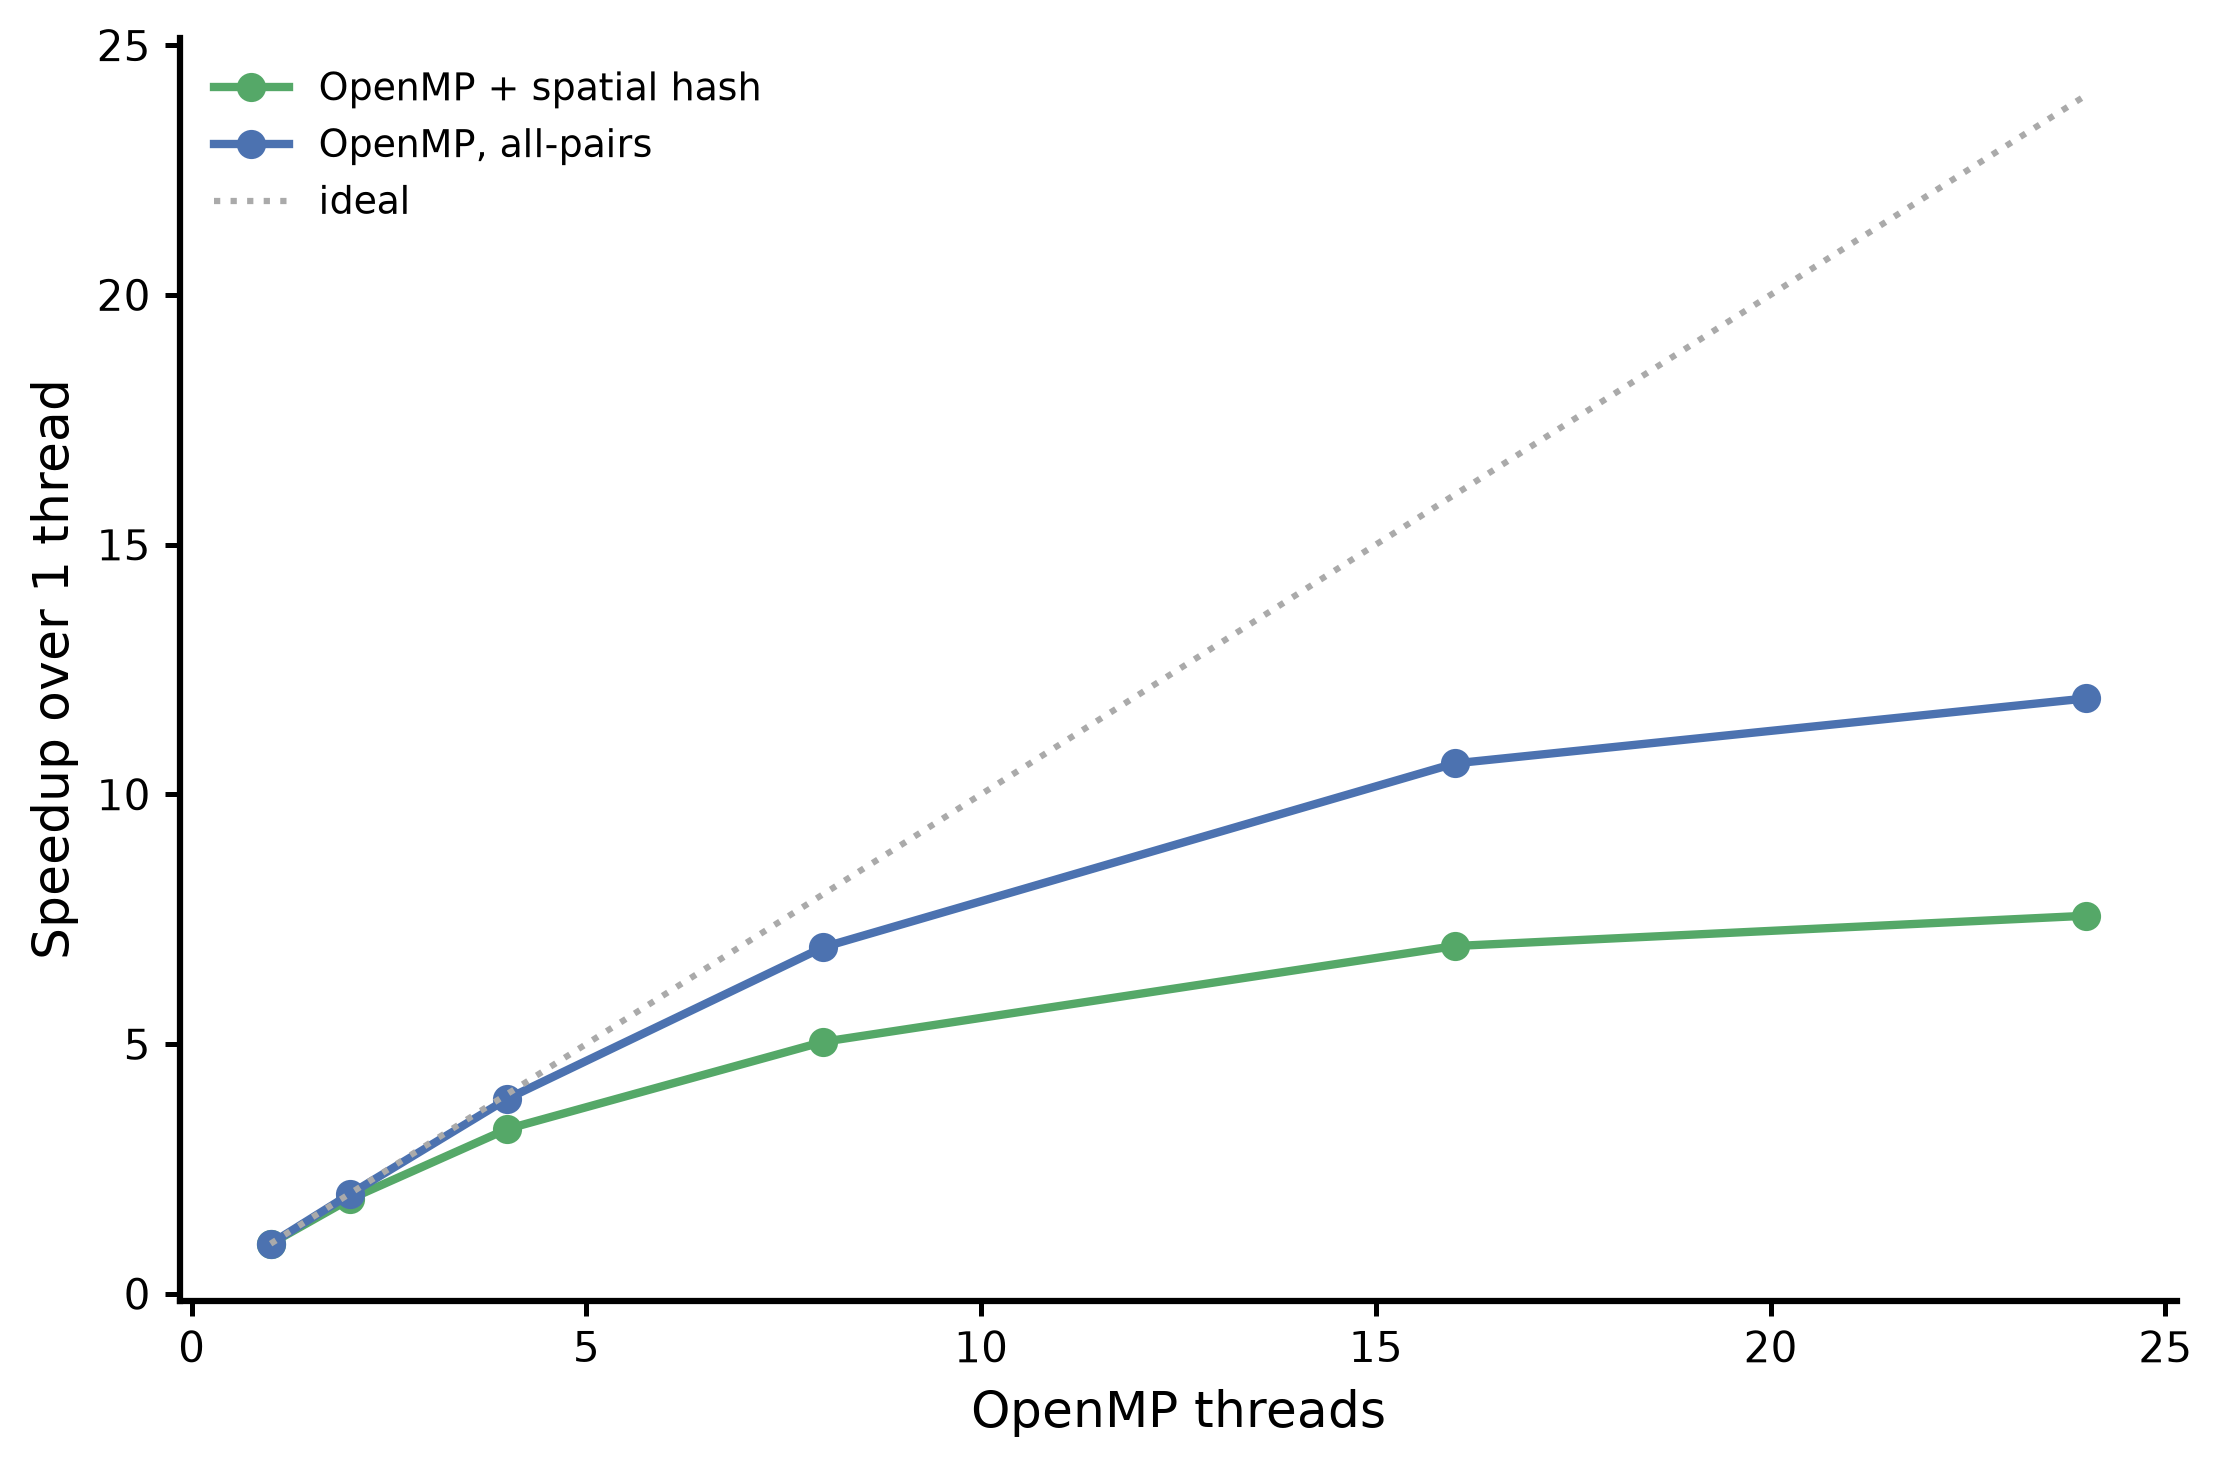 OpenMP + spatial hash
OpenMP, all-pairs
ideal
Speedup over 1 thread
25
20
15
10
5
0
0 5 10 15 20 25
OpenMP threads